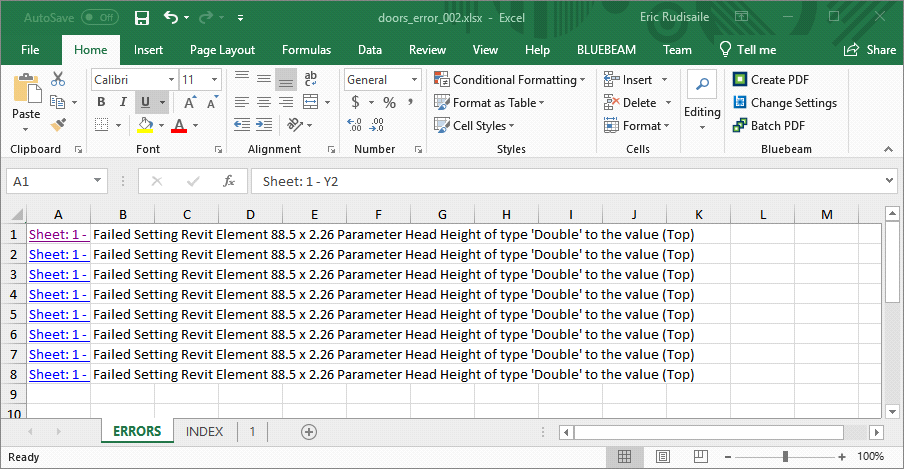 AutoSave Off doors_error_002.xlsx - Excel Eric Rudisaile
File Home Insert Page Layout Formulas Data Review View Help BLUEBEAM Team Tell me Share
Calibri 11 General Conditional Formatting Insert Create PDF
Paste B I U $ % , Format as Table Delete Editing Change Settings
Cell Styles Format Batch PDF
Clipboard Font Alignment Number Styles Cells Bluebeam
A1 fx Sheet: 1 - Y2
A B C D E F G H I J K L M
1 Sheet: 1 - Failed Setting Revit Element 88.5 x 2.26 Parameter Head Height of type 'Double' to the value (Top)
2 Sheet: 1 - Failed Setting Revit Element 88.5 x 2.26 Parameter Head Height of type 'Double' to the value (Top)
3 Sheet: 1 - Failed Setting Revit Element 88.5 x 2.26 Parameter Head Height of type 'Double' to the value (Top)
4 Sheet: 1 - Failed Setting Revit Element 88.5 x 2.26 Parameter Head Height of type 'Double' to the value (Top)
5 Sheet: 1 - Failed Setting Revit Element 88.5 x 2.26 Parameter Head Height of type 'Double' to the value (Top)
6 Sheet: 1 - Failed Setting Revit Element 88.5 x 2.26 Parameter Head Height of type 'Double' to the value (Top)
7 Sheet: 1 - Failed Setting Revit Element 88.5 x 2.26 Parameter Head Height of type 'Double' to the value (Top)
8 Sheet: 1 - Failed Setting Revit Element 88.5 x 2.26 Parameter Head Height of type 'Double' to the value (Top)
9
10
ERRORS INDEX 1
Ready 100%